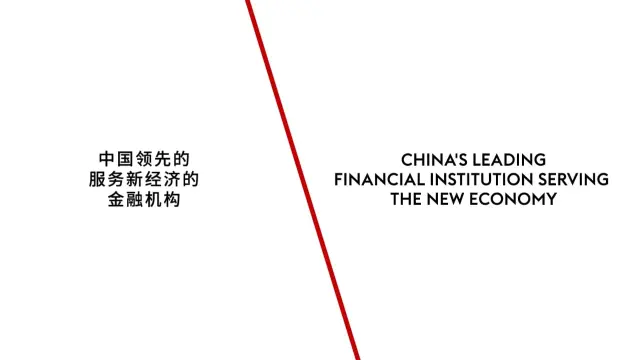 中国领先的
服务新经济的
金融机构
CHINA'S LEADING
FINANCIAL INSTITUTION SERVING
THE NEW ECONOMY